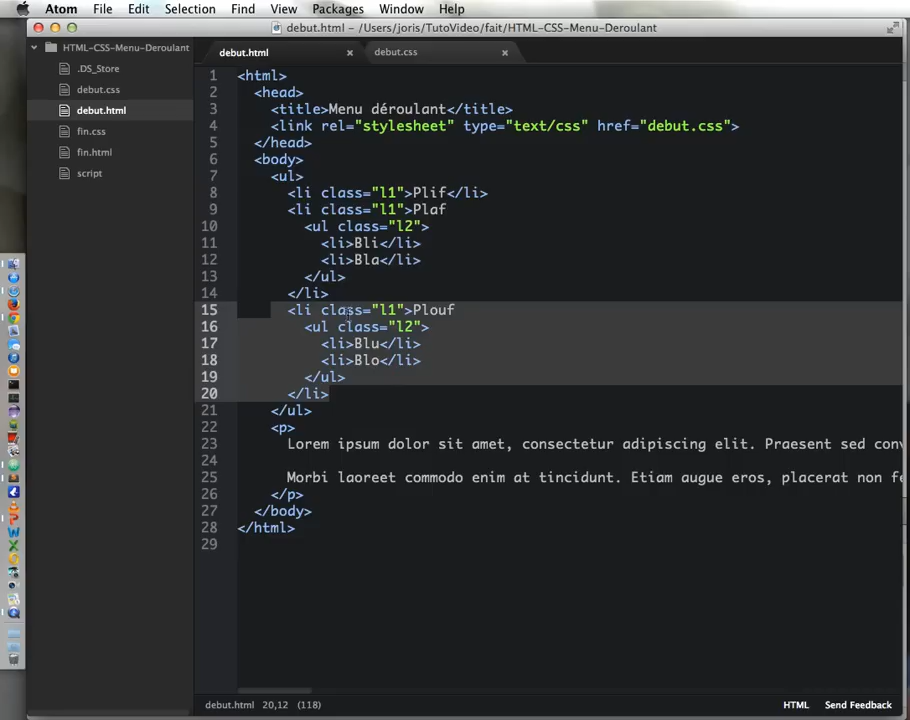 Atom File Edit Selection Find View Packages Window Help
debut.html – /Users/joris/TutoVideo/fait/HTML-CSS-Menu-Deroulant
HTML-CSS-Menu-Deroulant
.DS_Store
debut.css
debut.html
fin.css
fin.html
script
debut.html debut.css
1 <html>
2 <head>
3 <title>Menu déroulant</title>
4 <link rel="stylesheet" type="text/css" href="debut.css">
5 </head>
6 <body>
7 <ul>
8 <li class="l1">Plif</li>
9 <li class="l1">Plaf
10 <ul class="l2">
11 <li>Bli</li>
12 <li>Bla</li>
13 </ul>
14 </li>
15 <li class="l1">Plouf
16 <ul class="l2">
17 <li>Blu</li>
18 <li>Blo</li>
19 </ul>
20 </li>
21 </ul>
22 <p>
23 Lorem ipsum dolor sit amet, consectetur adipiscing elit. Praesent sed conv
24
25 Morbi laoreet commodo enim at tincidunt. Etiam augue eros, placerat non fe
26 </p>
27 </body>
28 </html>
29
debut.html 20,12 (118) HTML Send Feedback